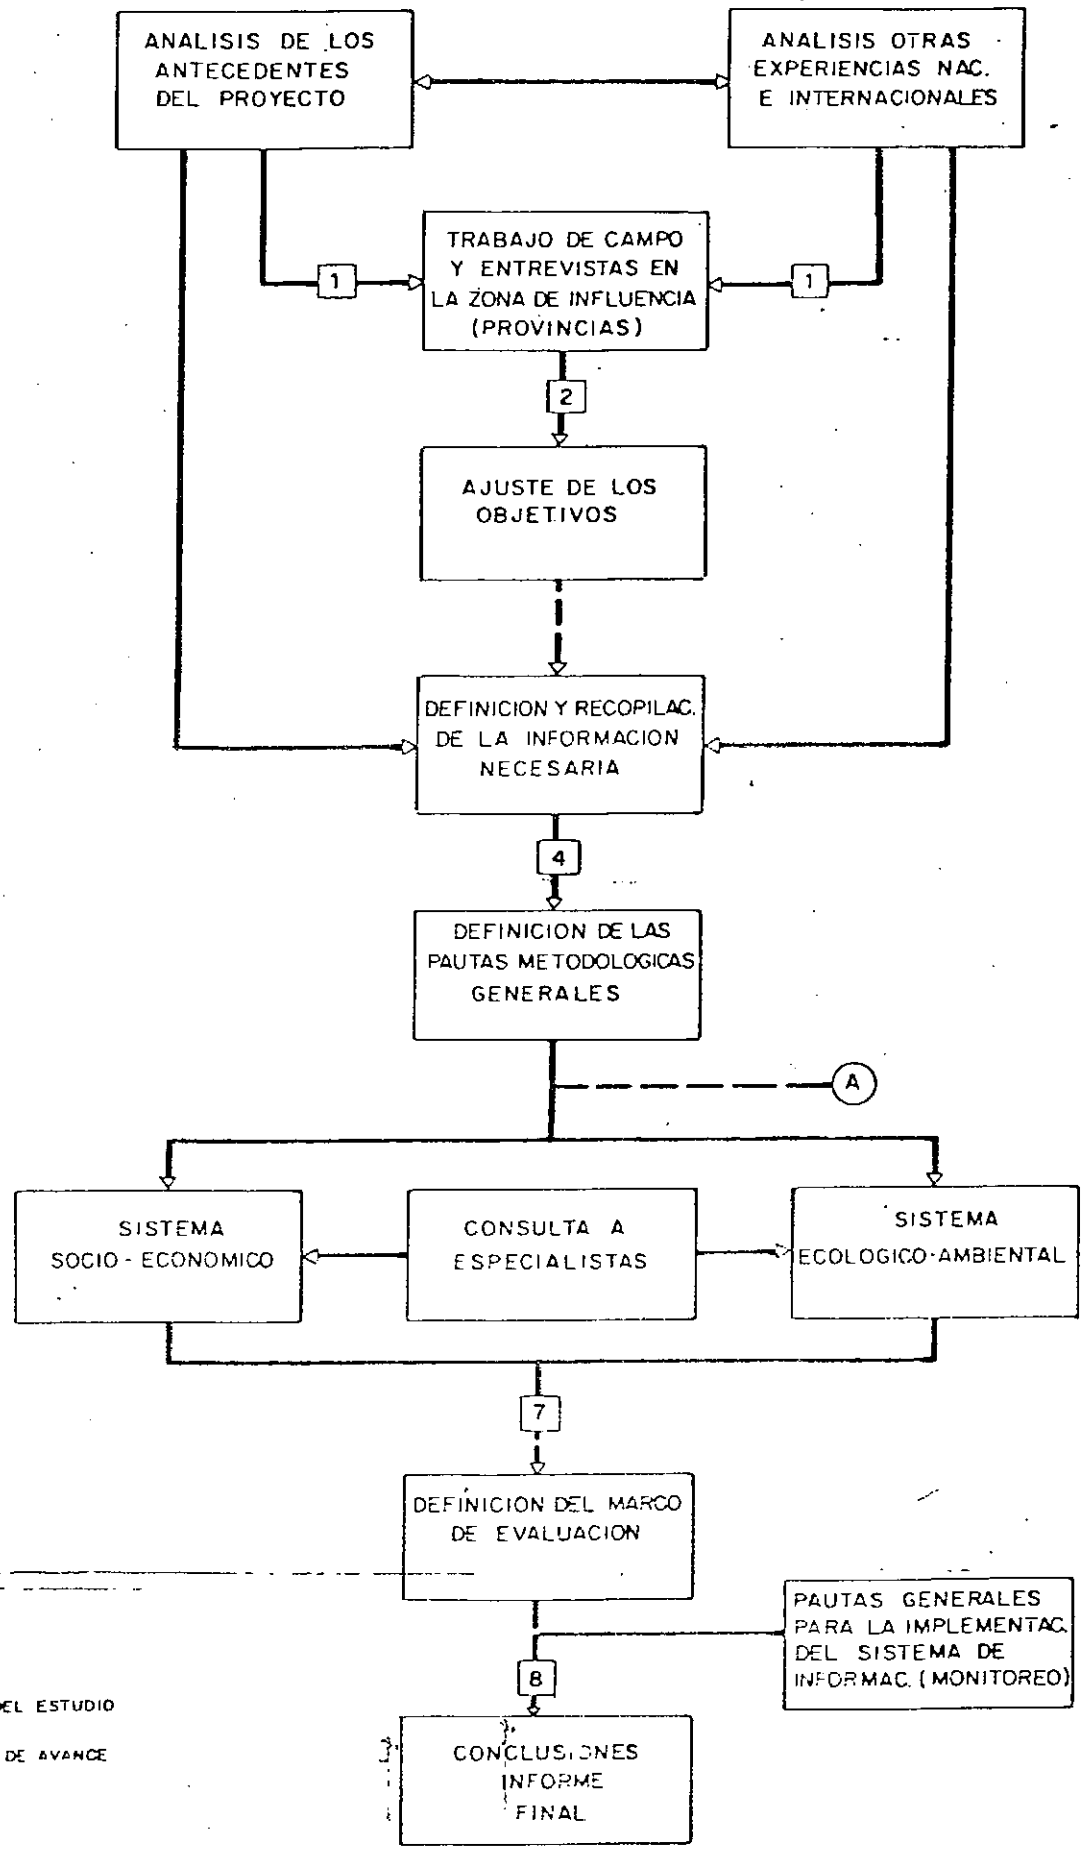 ANALISIS DE LOS
ANTECEDENTES
DEL PROYECTO
ANALISIS OTRAS
EXPERIENCIAS NAC.
E INTERNACIONALES
TRABAJO DE CAMPO
Y ENTREVISTAS EN
LA ZONA DE INFLUENCIA
(PROVINCIAS)
1
1
2
AJUSTE DE LOS
OBJETIVOS
DEFINICION Y RECOPILAC.
DE LA INFORMACION
NECESARIA
4
DEFINICION DE LAS
PAUTAS METODOLOGICAS
GENERALES
A
SISTEMA
SOCIO-ECONOMICO
CONSULTA A
ESPECIALISTAS
SISTEMA
ECOLOGICO-AMBIENTAL
7
DEFINICION DEL MARCO
DE EVALUACION
PAUTAS GENERALES
PARA LA IMPLEMENTAC.
DEL SISTEMA DE
INFORMAC. (MONITOREO)
8
DEL ESTUDIO
DE AVANCE
CONCLUSIONES
INFORME
FINAL